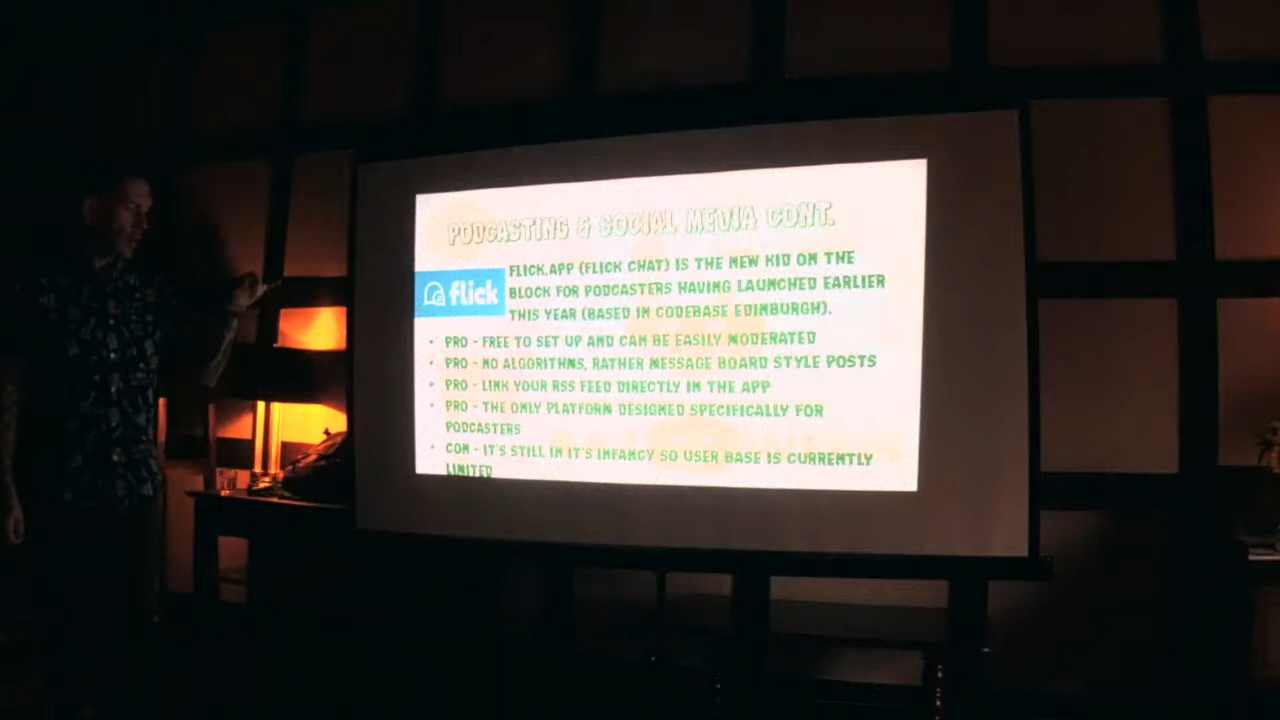 PODCASTING & SOCIAL MEDIA CONT.
flick
FLICK.APP (FLICK CHAT) IS THE NEW KID ON THE
BLOCK FOR PODCASTERS HAVING LAUNCHED EARLIER
THIS YEAR (BASED IN CODEBASE EDINBURGH).
• PRO - FREE TO SET UP AND CAN BE EASILY MODERATED
• PRO - NO ALGORITHMS, RATHER MESSAGE BOARD STYLE POSTS
• PRO - LINK YOUR RSS FEED DIRECTLY IN THE APP
• PRO - THE ONLY PLATFORM DESIGNED SPECIFICALLY FOR
PODCASTERS
• CON - IT'S STILL IN IT'S INFANCY SO USER BASE IS CURRENTLY
LIMITED